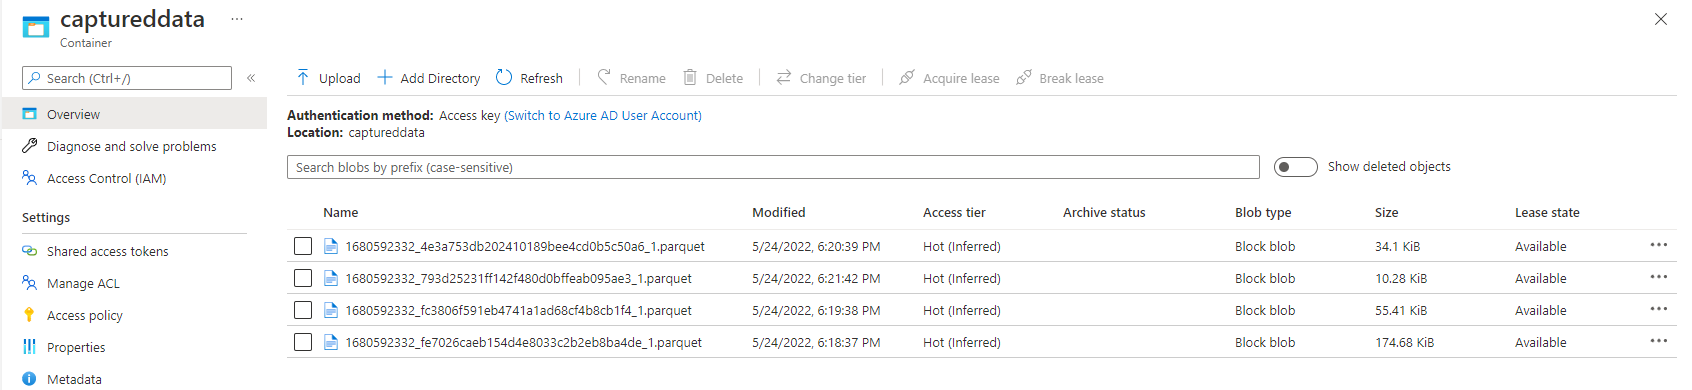 captureddata ...
Container
Search (Ctrl+/) «
Overview
Diagnose and solve problems
Access Control (IAM)
Settings
Shared access tokens
Manage ACL
Access policy
Properties
Metadata
Upload Add Directory Refresh Rename Delete Change tier Acquire lease Break lease
Authentication method: Access key (Switch to Azure AD User Account)
Location: captureddata
Search blobs by prefix (case-sensitive) Show deleted objects
Name Modified Access tier Archive status Blob type Size Lease state
1680592332_4e3a753db202410189bee4cd0b5c50a6_1.parquet 5/24/2022, 6:20:39 PM Hot (Inferred) Block blob 34.1 KiB Available ...
1680592332_793d25231ff142f480d0bffeab095ae3_1.parquet 5/24/2022, 6:21:42 PM Hot (Inferred) Block blob 10.28 KiB Available ...
1680592332_fc3806f591eb4741a1ad68cf4b8cb1f4_1.parquet 5/24/2022, 6:19:38 PM Hot (Inferred) Block blob 55.41 KiB Available ...
1680592332_fe7026caeb154d4e8033c2b2eb8ba4de_1.parquet 5/24/2022, 6:18:37 PM Hot (Inferred) Block blob 174.68 KiB Available ...